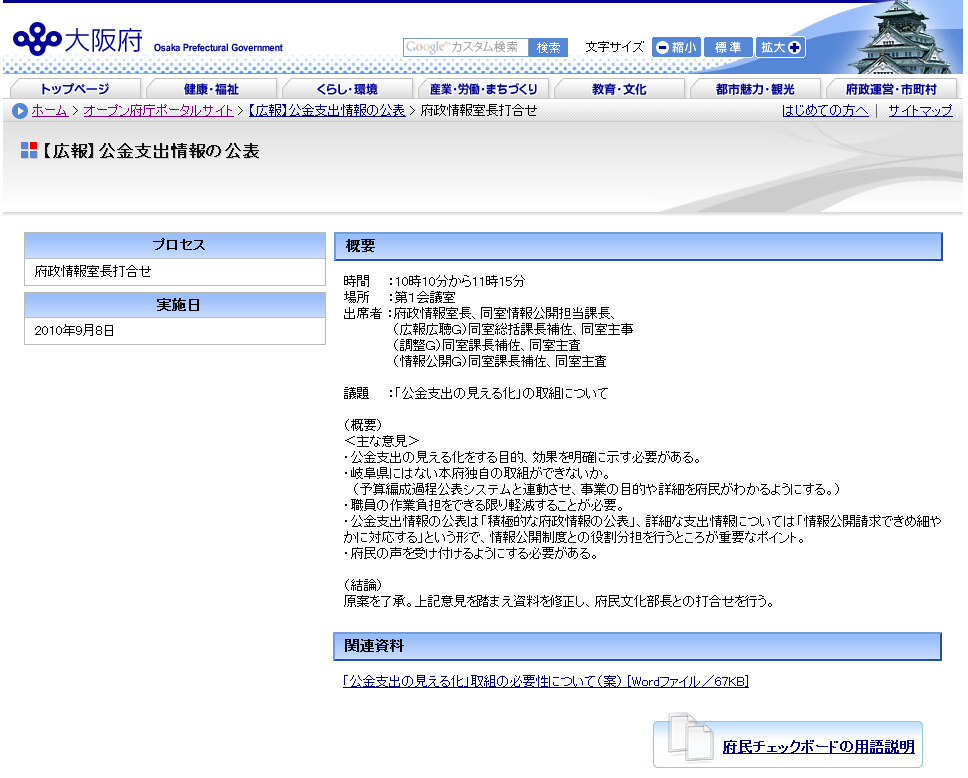 大阪府 Osaka Prefectural Government
Google™ カスタム検索 検索 文字サイズ 縮小 標準 拡大
トップページ 健康・福祉 くらし・環境 産業・労働・まちづくり 教育・文化 都市魅力・観光 府政運営・市町村
ホーム > オープン府庁ポータルサイト > 【広報】公金支出情報の公表 > 府政情報室長打合せ はじめての方へ | サイトマップ
【広報】公金支出情報の公表
プロセス
府政情報室長打合せ
実施日
2010年9月8日
概要
時間 :10時10分から11時15分
場所 :第1会議室
出席者 :府政情報室長、同室情報公開担当課長、
(広報広聴G)同室総括課長補佐、同室主事
(調整G)同室課長補佐、同室主査
(情報公開G)同室課長補佐、同室主査
議題 :「公金支出の見える化」の取組について
(概要)
<主な意見>
・公金支出の見える化をする目的、効果を明確に示す必要がある。
・岐阜県にはない本府独自の取組ができないか。
(予算編成過程公表システムと連動させ、事業の目的や詳細を府民がわかるようにする。)
・職員の作業負担をできる限り軽減することが必要。
・公金支出情報の公表は「積極的な府政情報の公表」、詳細な支出情報については「情報公開請求できめ細や
かに対応する」という形で、情報公開制度との役割分担を行うところが重要なポイント。
・府民の声を受け付けるようにする必要がある。
(結論)
原案を了承。上記意見を踏まえ資料を修正し、府民文化部長との打合せを行う。
関連資料
「公金支出の見える化」取組の必要性について(案) [Wordファイル/67KB]
府民チェックボードの用語説明